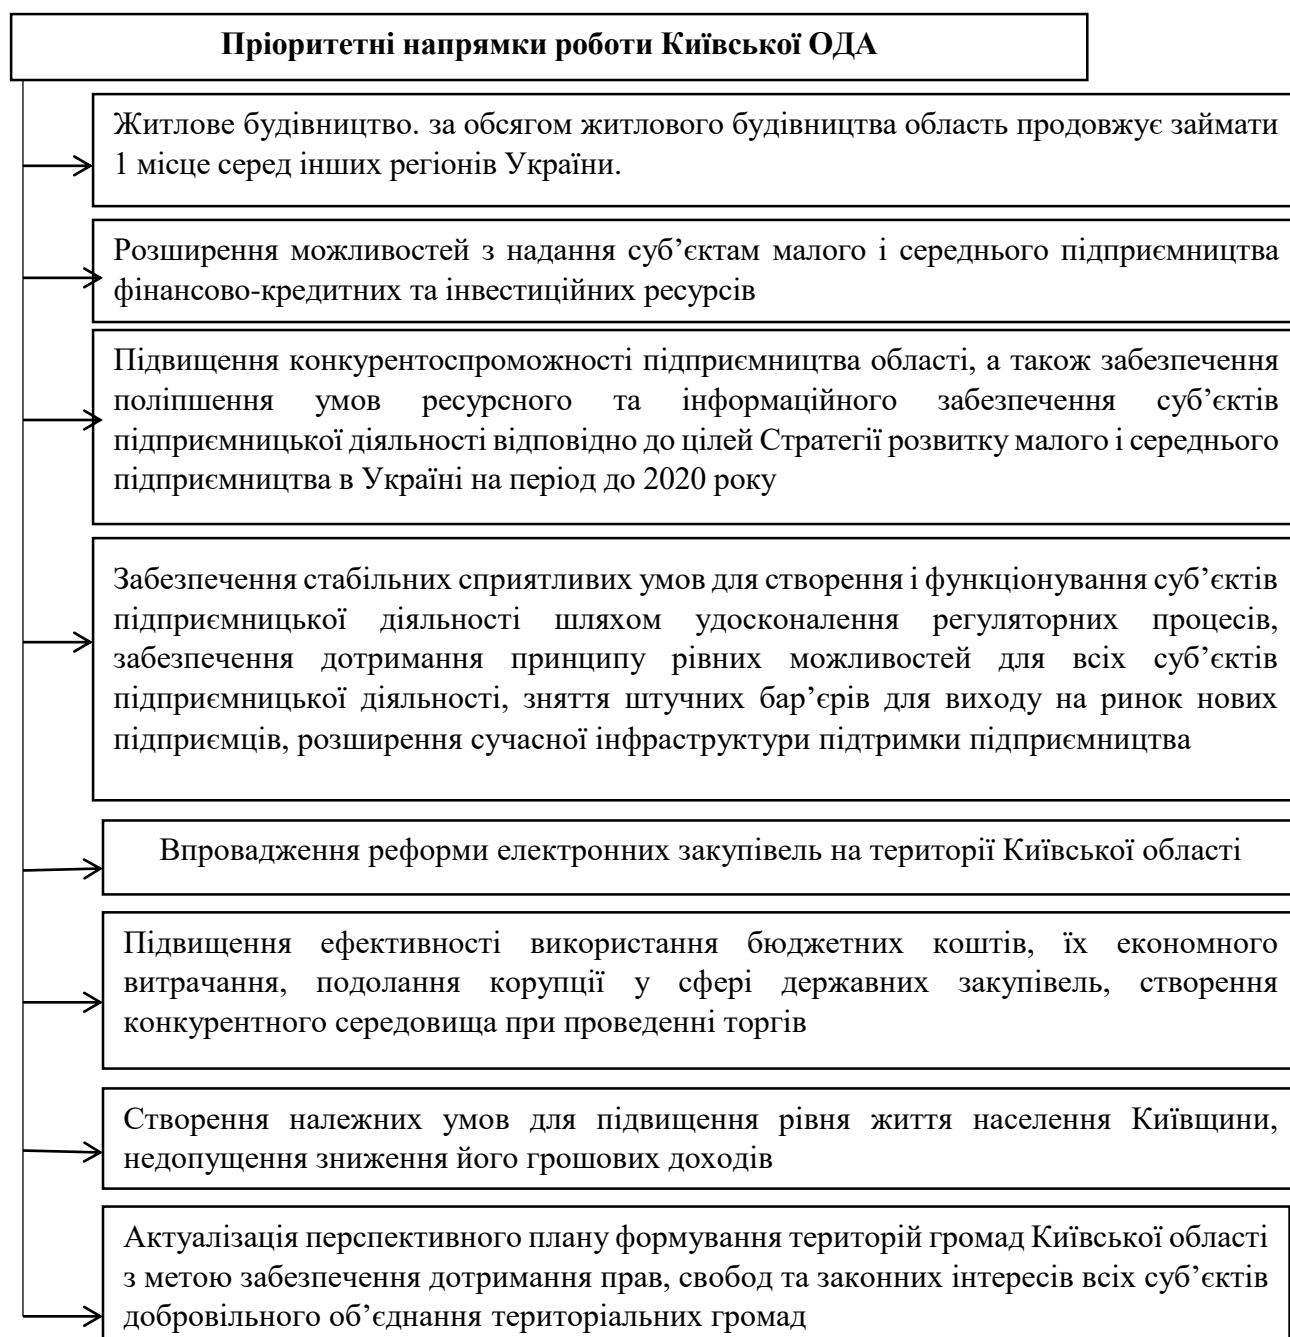 Пріоритетні напрямки роботи Київської ОДА
Житлове будівництво. за обсягом житлового будівництва область продовжує займати
1 місце серед інших регіонів України.
Розширення можливостей з надання суб’єктам малого і середнього підприємництва
фінансово-кредитних та інвестиційних ресурсів
Підвищення конкурентоспроможності підприємництва області, а також забезпечення
поліпшення умов ресурсного та інформаційного забезпечення суб’єктів
підприємницької діяльності відповідно до цілей Стратегії розвитку малого і середнього
підприємництва в Україні на період до 2020 року
Забезпечення стабільних сприятливих умов для створення і функціонування суб’єктів
підприємницької діяльності шляхом удосконалення регуляторних процесів,
забезпечення дотримання принципу рівних можливостей для всіх суб’єктів
підприємницької діяльності, зняття штучних бар’єрів для виходу на ринок нових
підприємців, розширення сучасної інфраструктури підтримки підприємництва
Впровадження реформи електронних закупівель на території Київської області
Підвищення ефективності використання бюджетних коштів, їх економного
витрачання, подолання корупції у сфері державних закупівель, створення
конкурентного середовища при проведенні торгів
Створення належних умов для підвищення рівня життя населення Київщини,
недопущення зниження його грошових доходів
Актуалізація перспективного плану формування територій громад Київської області
з метою забезпечення дотримання прав, свобод та законних інтересів всіх суб’єктів
добровільного об’єднання територіальних громад